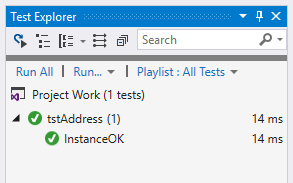 Test Explorer
Search
Run All | Run... | Playlist : All Tests
Project Work (1 tests)
tstAddress (1) 14 ms
InstanceOK 14 ms